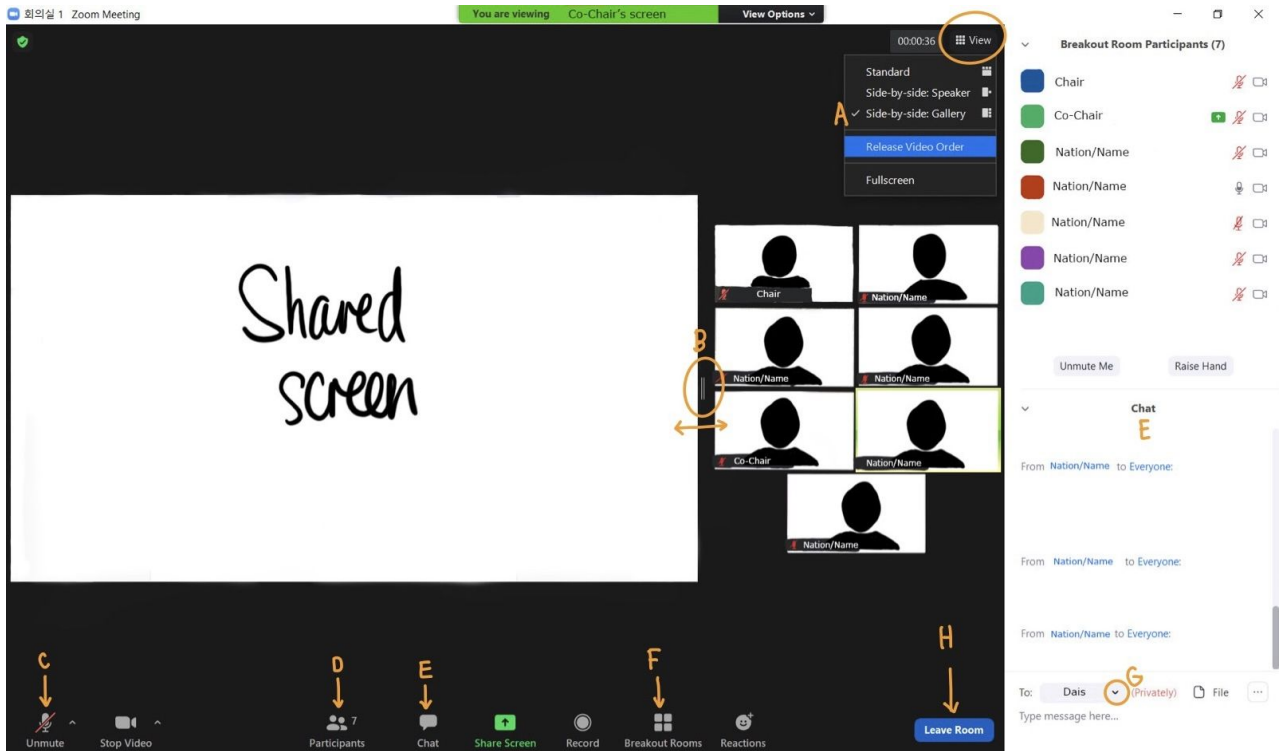 회의실 1 Zoom Meeting
You are viewing Co-Chair's screen
View Options
00:00:36
View
Standard
Side-by-side: Speaker
A
Side-by-side: Gallery
Release Video Order
Fullscreen
Shared
screen
B
Chair
Nation/Name
Nation/Name
Nation/Name
Co-Chair
Nation/Name
Nation/Name
C
D
E
F
H
Unmute
Stop Video
7
Participants
Chat
Share Screen
Record
Breakout Rooms
Reactions
Leave Room
Breakout Room Participants (7)
Chair
Co-Chair
Nation/Name
Nation/Name
Nation/Name
Nation/Name
Nation/Name
Unmute Me
Raise Hand
Chat
E
From Nation/Name to Everyone:
From Nation/Name to Everyone:
From Nation/Name to Everyone:
G
To: Dais (Privately) File
Type message here...